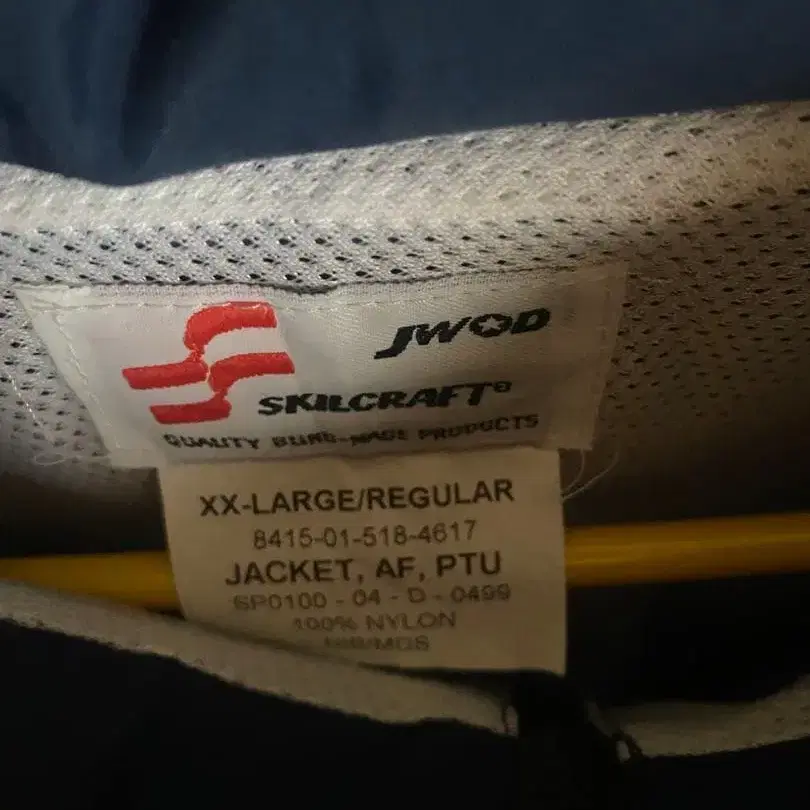 JWOD
SKILCRAFT®
QUALITY BLIND-MADE PRODUCTS
XX-LARGE/REGULAR
8415-01-518-4617
JACKET, AF, PTU
SP0100 - 04 - D - 0499
100% NYLON